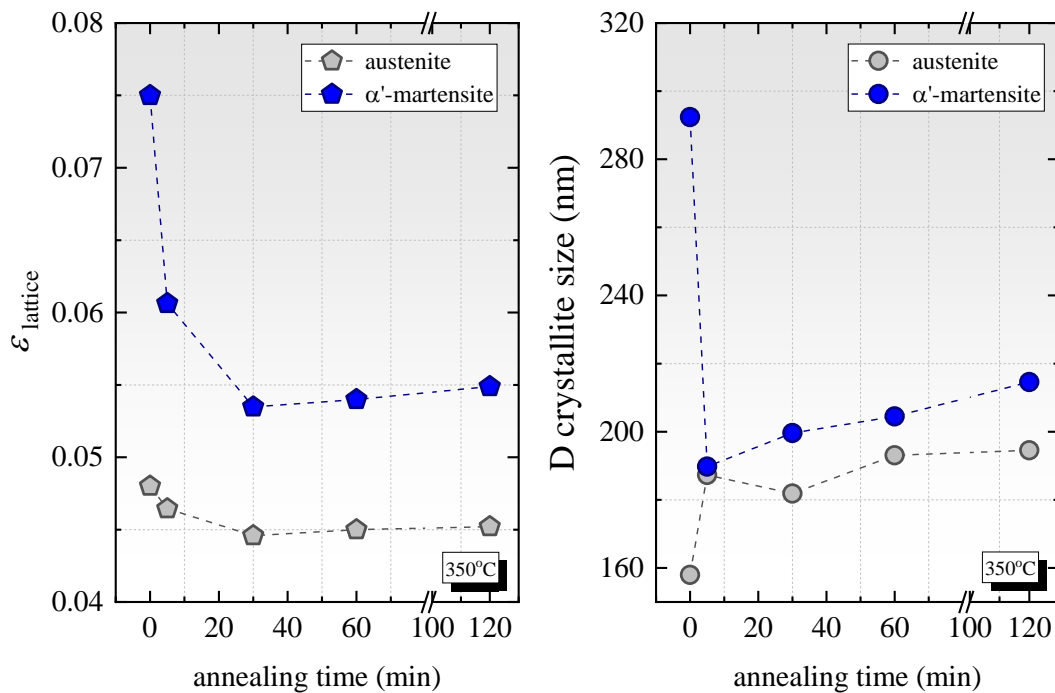 0.08
0.07
0.06
0.05
0.04
ε lattice
austenite
α'-martensite
350°C
0 20 40 60 100 120
annealing time (min)
320
280
240
200
160
D crystallite size (nm)
austenite
α'-martensite
350°C
0 20 40 60 100 120
annealing time (min)